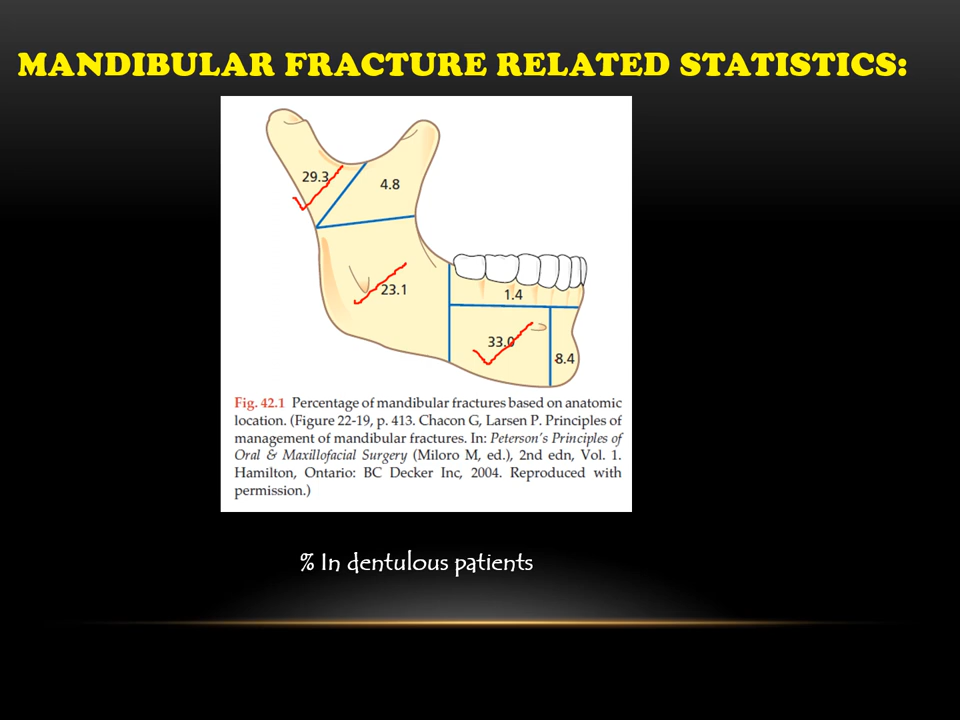 MANDIBULAR FRACTURE RELATED STATISTICS:
29.3
4.8
23.1
1.4
33.0
8.4
Fig. 42.1 Percentage of mandibular fractures based on anatomic
location. (Figure 22-19, p. 413. Chacon G, Larsen P. Principles of
management of mandibular fractures. In: Peterson's Principles of
Oral & Maxillofacial Surgery (Miloro M, ed.), 2nd edn, Vol. 1.
Hamilton, Ontario: BC Decker Inc, 2004. Reproduced with
permission.)
% In dentulous patients